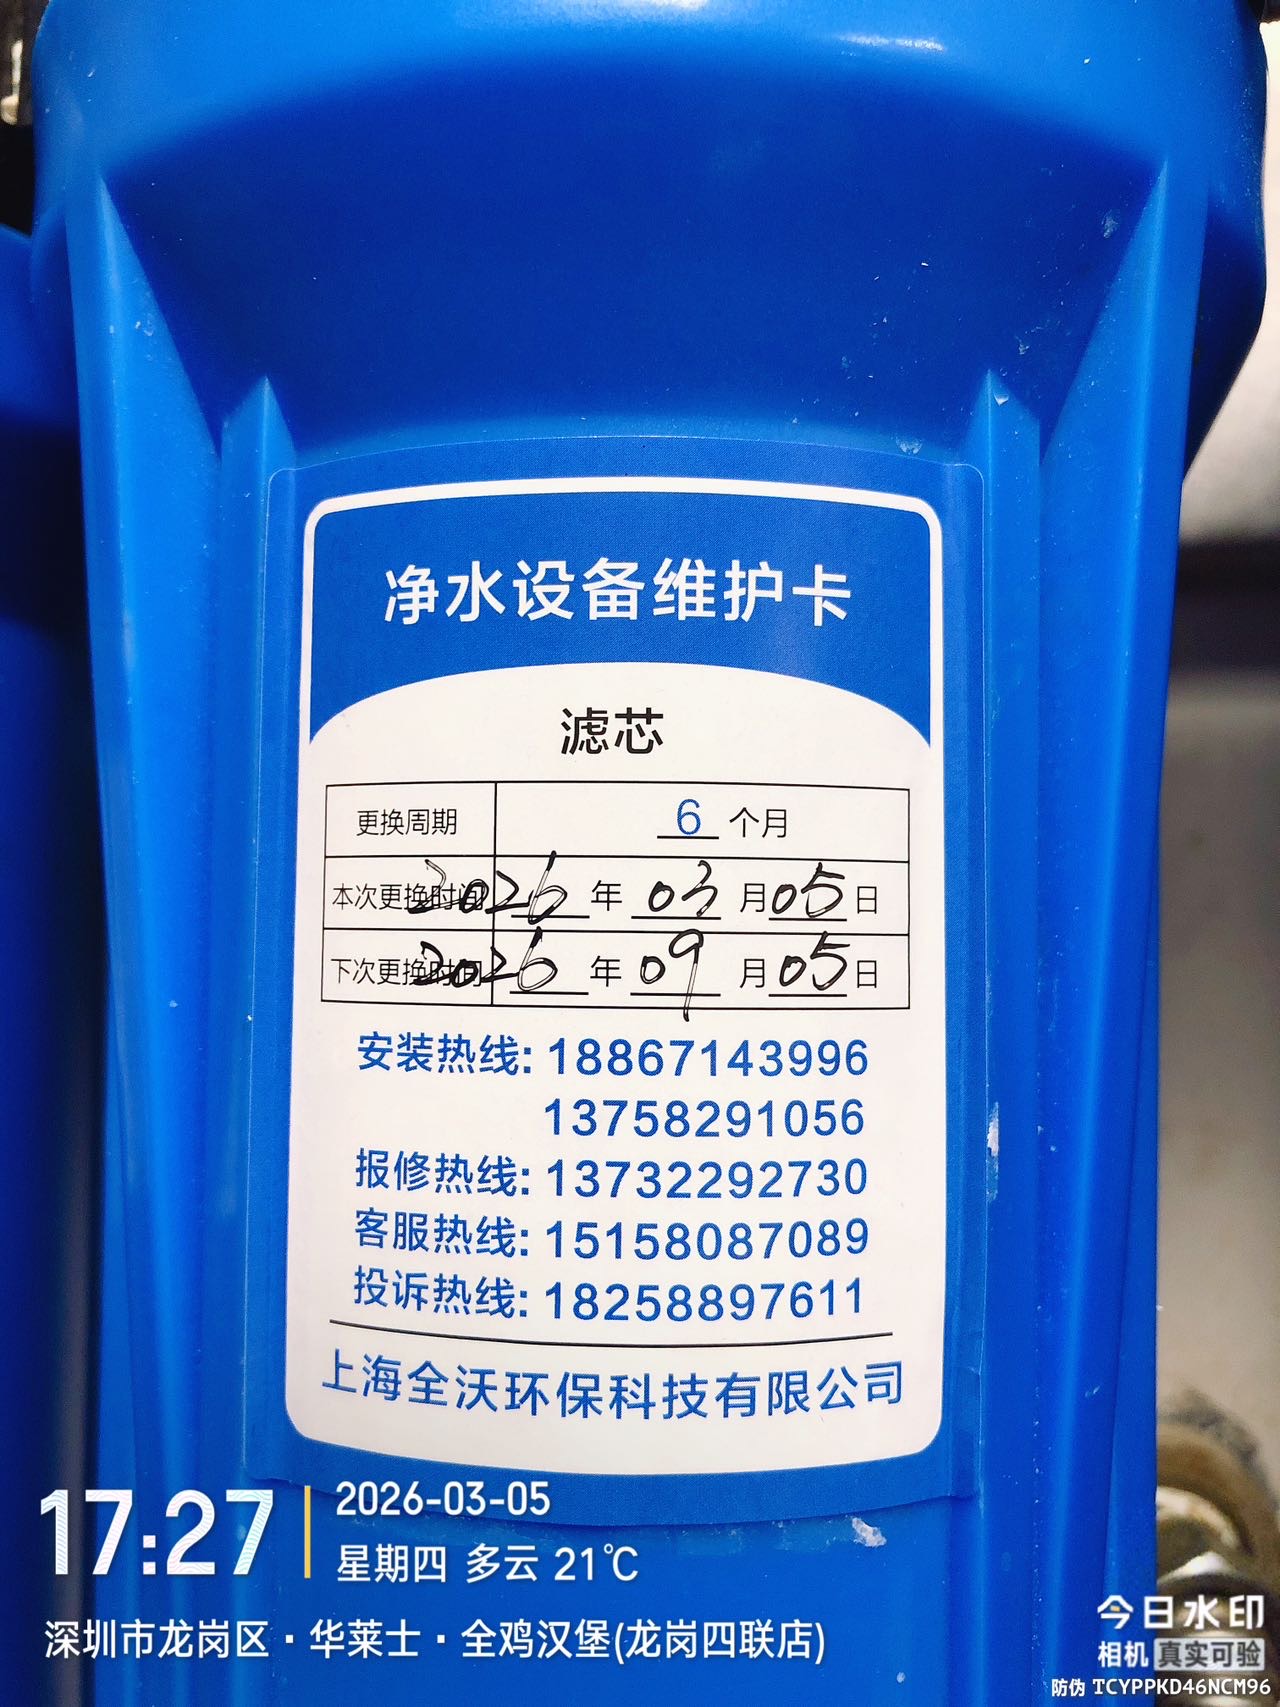 净水设备维护卡
滤芯
更换周期 6 个月
本次更换时间 2026 年 03 月 05 日
下次更换时间 2026 年 09 月 05 日
安装热线: 18867143996
13758291056
报修热线: 13732292730
客服热线: 15158087089
投诉热线: 18258897611
上海全沃环保科技有限公司
17:27
2026-03-05
星期四 多云 21℃
深圳市龙岗区·华莱士·全鸡汉堡(龙岗四联店)
今日水印
相机 真实可验
防伪 TCYPPKD46NCM96